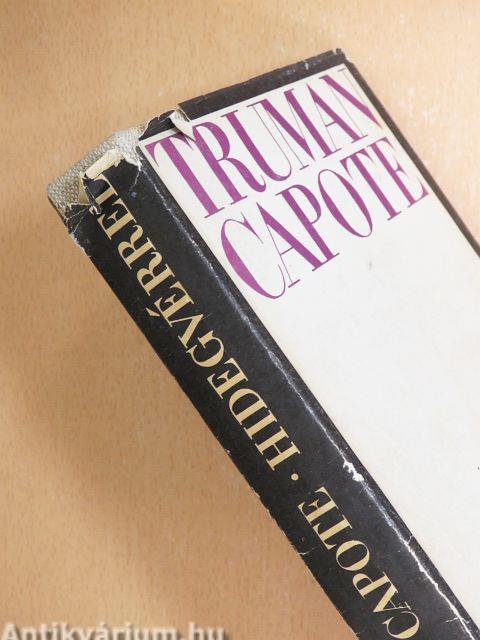 TRUMAN
CAPOTE
CAPOTE · HIDEGVÉRREL
Antikvárium.hu